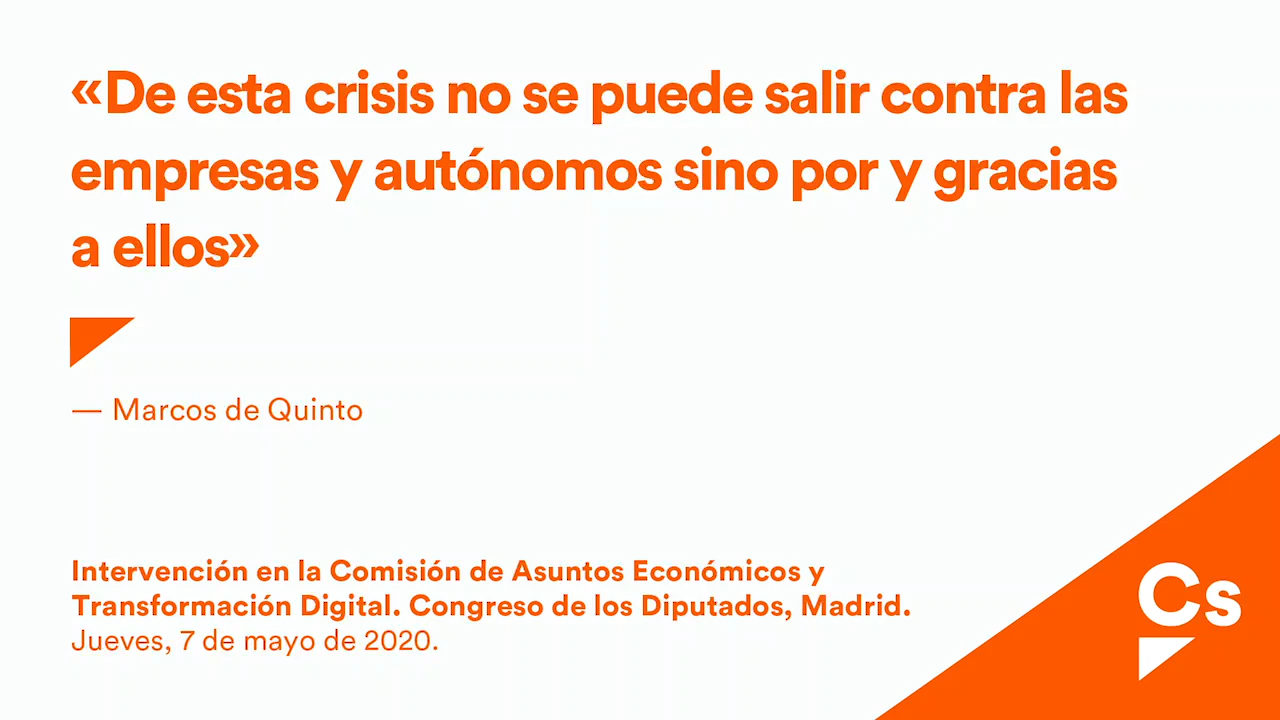 «De esta crisis no se puede salir contra las
empresas y autónomos sino por y gracias
a ellos»
— Marcos de Quinto
Intervención en la Comisión de Asuntos Económicos y
Transformación Digital. Congreso de los Diputados, Madrid.
Jueves, 7 de mayo de 2020.
Cs